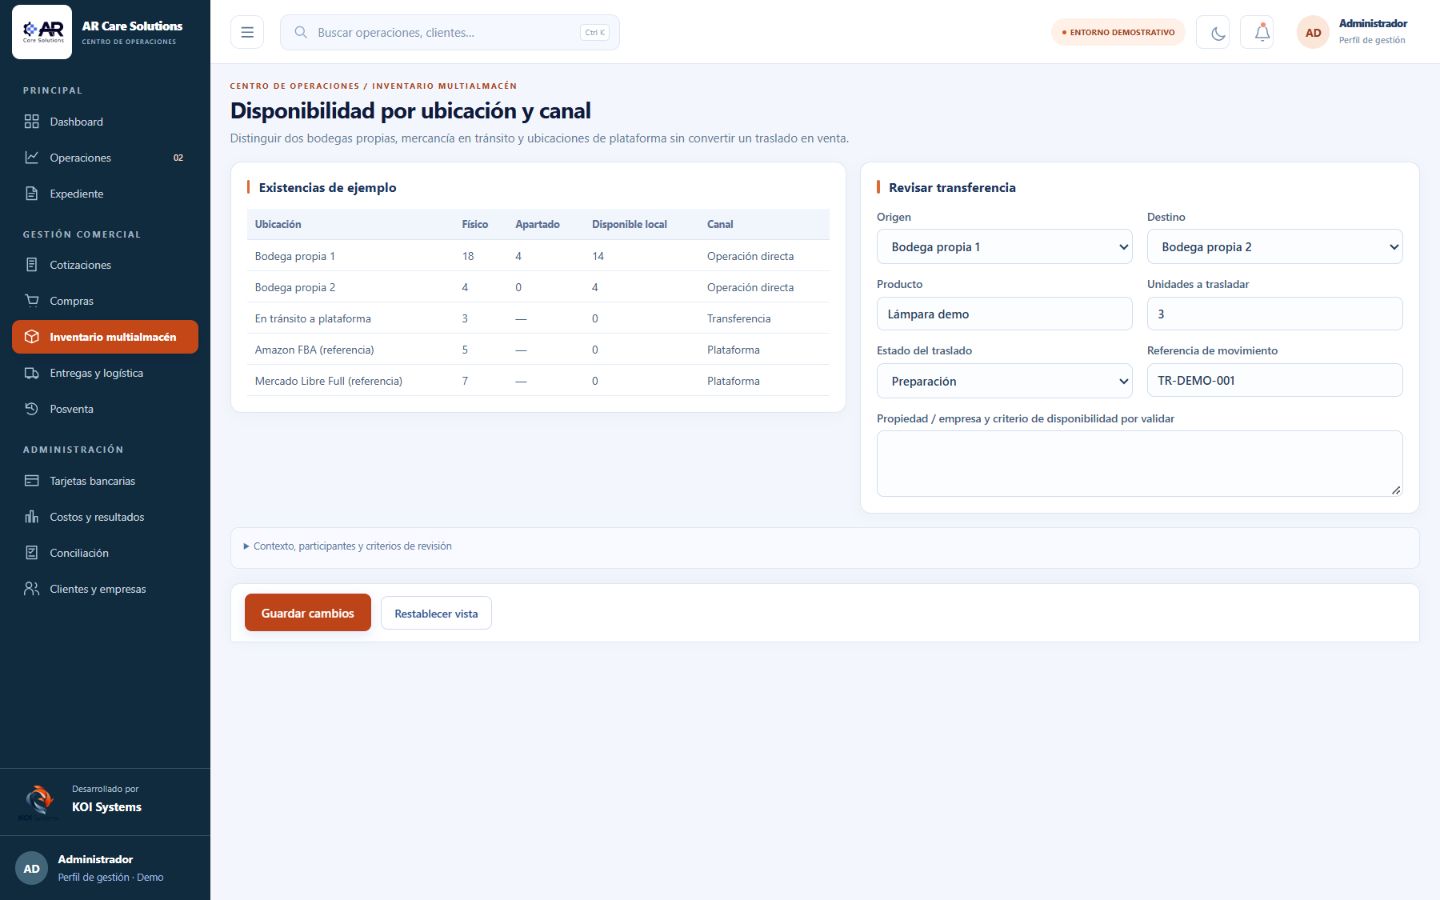 AR
Care Solutions
AR Care Solutions
CENTRO DE OPERACIONES
PRINCIPAL
Dashboard
Operaciones 02
Expediente
GESTIÓN COMERCIAL
Cotizaciones
Compras
Inventario multialmacén
Entregas y logística
Posventa
ADMINISTRACIÓN
Tarjetas bancarias
Costos y resultados
Conciliación
Clientes y empresas
Desarrollado por
KOI Systems
AD
Administrador
Perfil de gestión · Demo
Buscar operaciones, clientes... Ctrl K
ENTORNO DEMOSTRATIVO
AD
Administrador
Perfil de gestión
CENTRO DE OPERACIONES / INVENTARIO MULTIALMACÉN
Disponibilidad por ubicación y canal
Distinguir dos bodegas propias, mercancía en tránsito y ubicaciones de plataforma sin convertir un traslado en venta.
Existencias de ejemplo
Ubicación Físico Apartado Disponible local Canal
Bodega propia 1 18 4 14 Operación directa
Bodega propia 2 4 0 4 Operación directa
En tránsito a plataforma 3 — 0 Transferencia
Amazon FBA (referencia) 5 — 0 Plataforma
Mercado Libre Full (referencia) 7 — 0 Plataforma
Revisar transferencia
Origen Destino
Bodega propia 1 Bodega propia 2
Producto Unidades a trasladar
Lámpara demo 3
Estado del traslado Referencia de movimiento
Preparación TR-DEMO-001
Propiedad / empresa y criterio de disponibilidad por validar
Contexto, participantes y criterios de revisión
Guardar cambios Restablecer vista